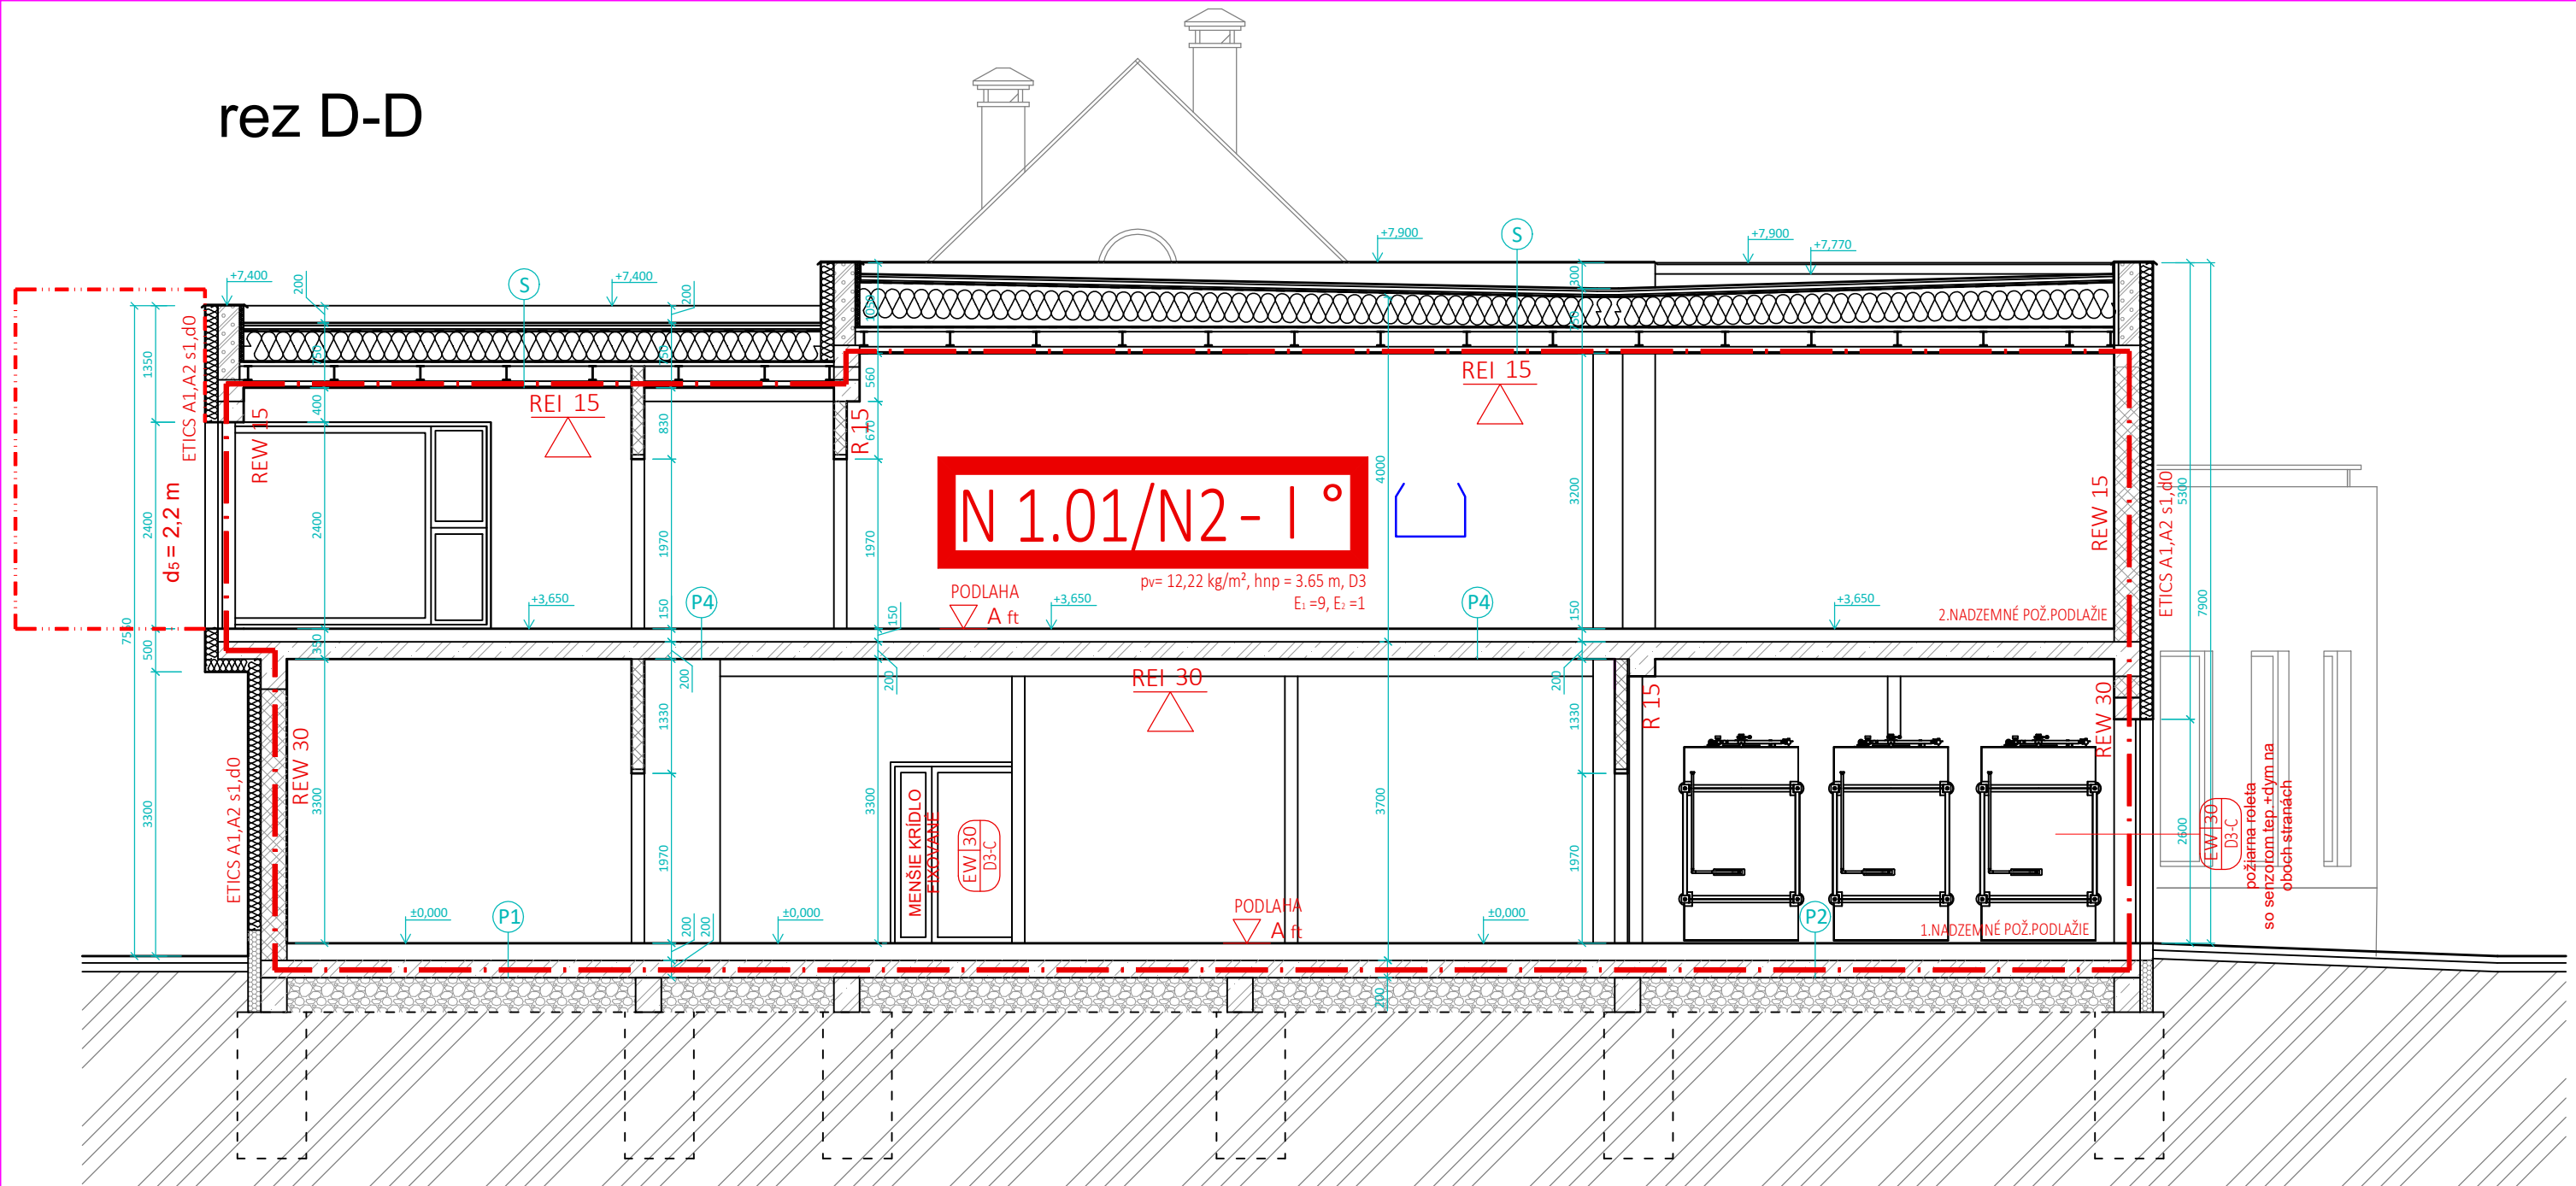 rez D-D
+7,400
200
S
+7,400
200
+7,900
S
+7,900
+7,770
300
1050
750
750
750
1350
400
830
560
670
ETICS A1,A2 s1,d0
REW 15
REI 15
R 15
REI 15
4000
3200
2400
2400
1970
1970
d5 = 2,2 m
N 1.01/N2 - I °
pv= 12,22 kg/m², hnp = 3.65 m, D3
E1 =9, E2 =1
REW 15
ETICS A1,A2 s1,d0
5300
7900
PODLAHA
A ft
+3,650
P4
+3,650
P4
+3,650
150
150
150
2.NADZEMNÉ POŽ.PODLAŽIE
500
350
200
200
200
REI 30
R 15
REW 30
1330
1330
REW 30
ETICS A1,A2 s1,d0
3300
3300
3300
3700
1970
1970
2600
MENŠIE KRÍDLO
FIXOVANÉ
EW 30
D3-C
EW 30
D3-C
požiarna roleta
so senzorom tep.+dym na
oboch stranách
±0,000
P1
±0,000
PODLAHA
A ft
±0,000
P2
1.NADZEMNÉ POŽ.PODLAŽIE
200
200
200